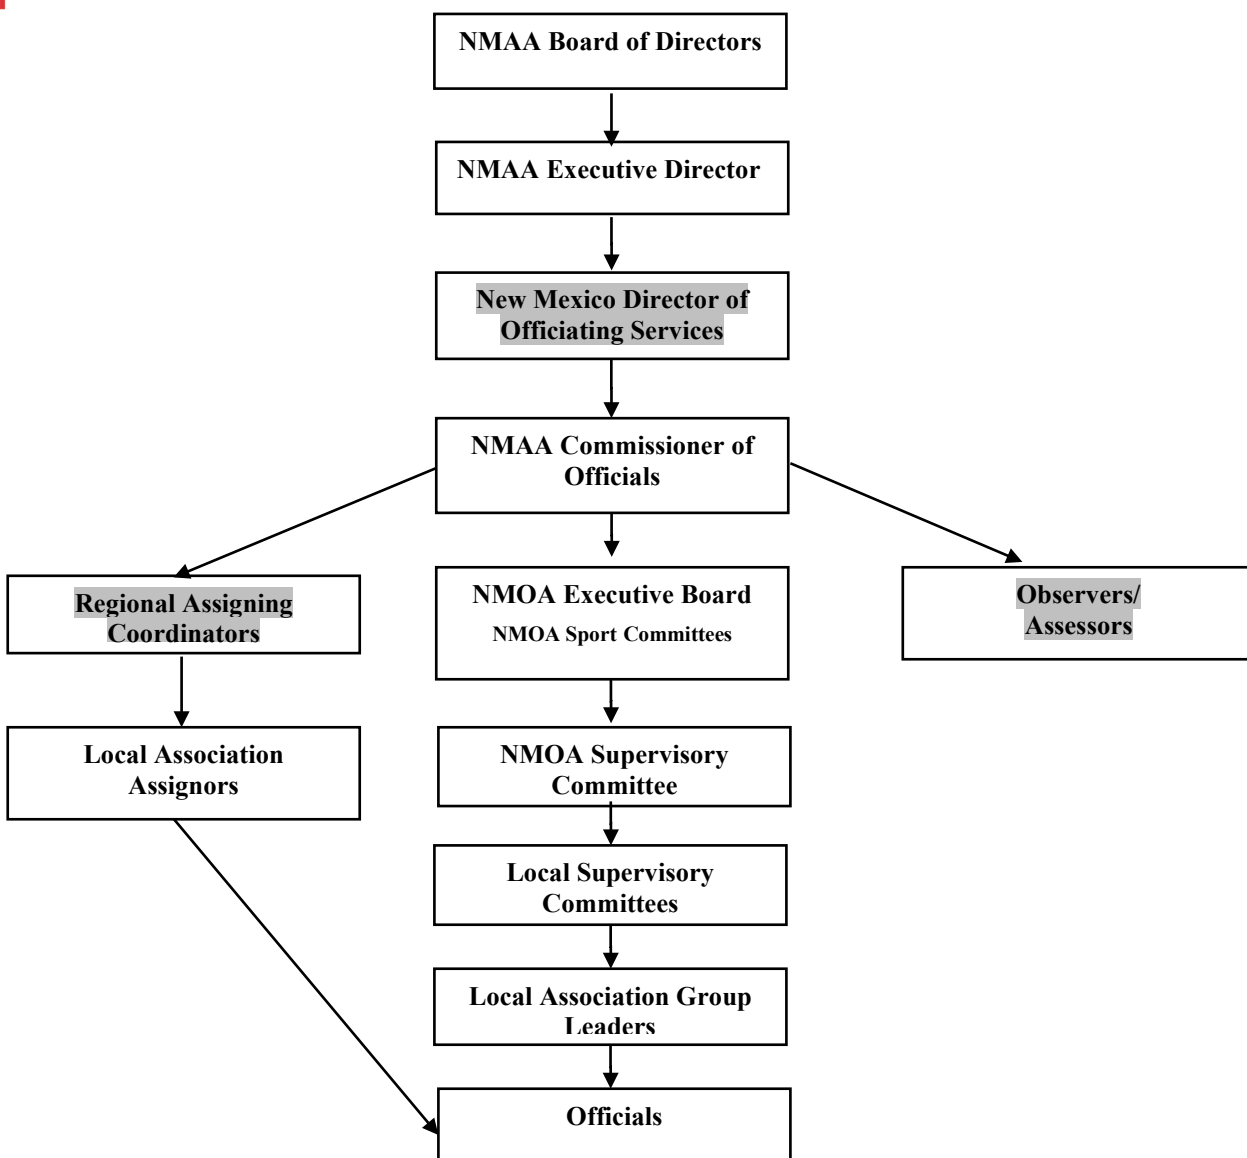 NMAA Board of Directors
NMAA Executive Director
New Mexico Director of
Officiating Services
NMAA Commissioner of
Officials
Regional Assigning
Coordinators
NMOA Executive Board
NMOA Sport Committees
Observers/
Assessors
Local Association
Assignors
NMOA Supervisory
Committee
Local Supervisory
Committees
Local Association Group
Leaders
Officials